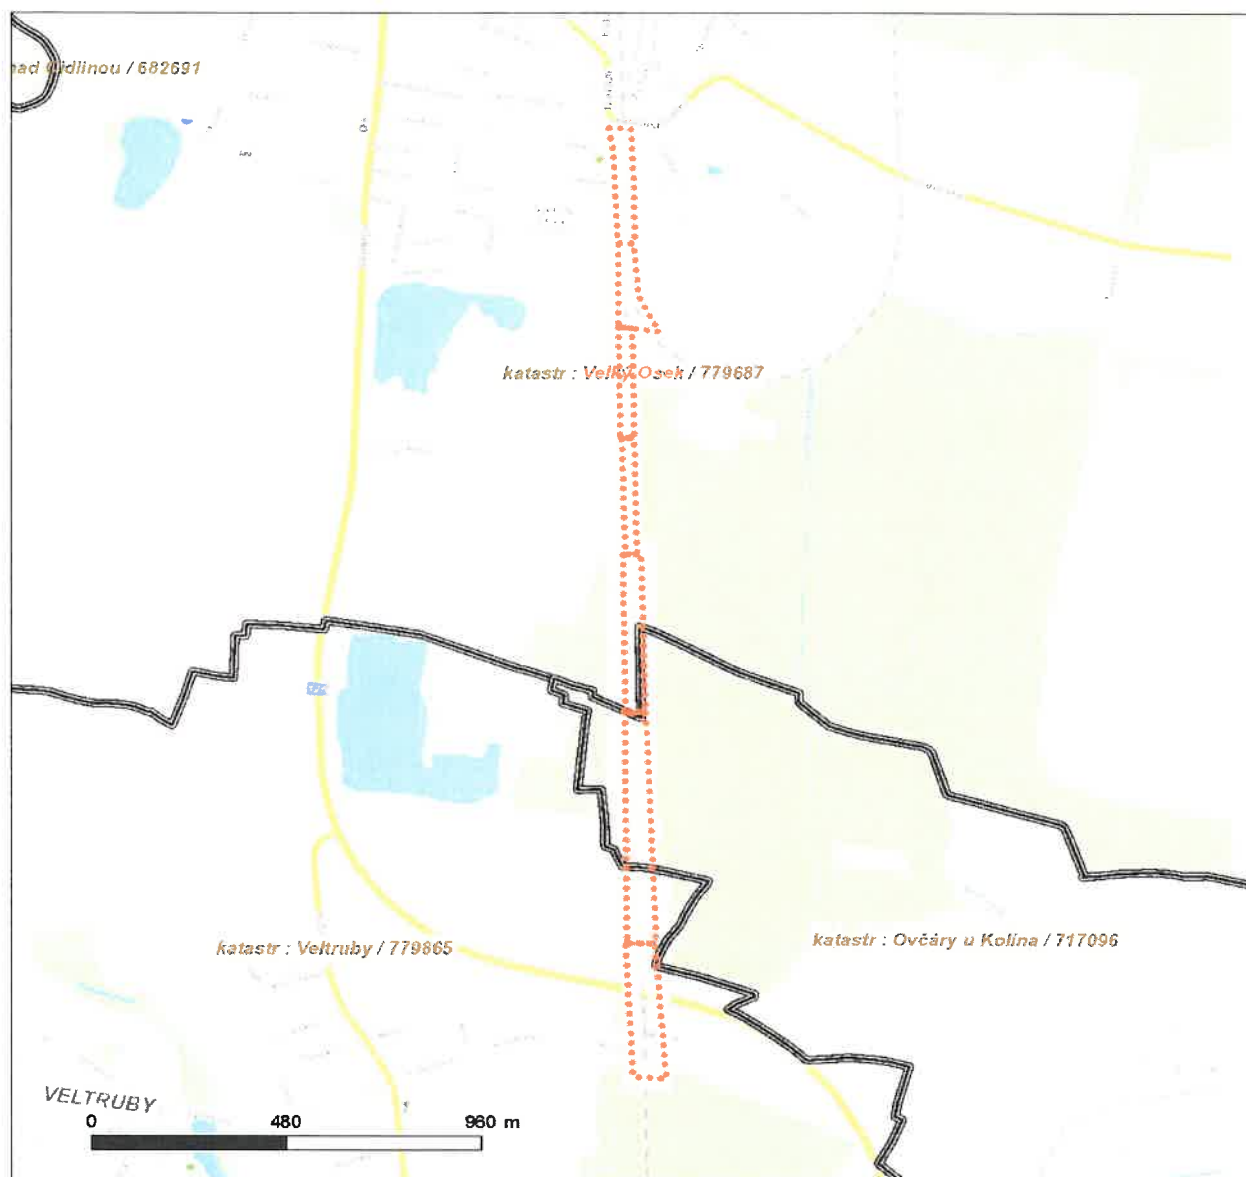 nad Cidlinou / 682691
katastr : Velký Osek / 779687
katastr : Veltruby / 779865
katastr : Ovčáry u Kolína / 717096
VELTRUBY
0 480 960 m